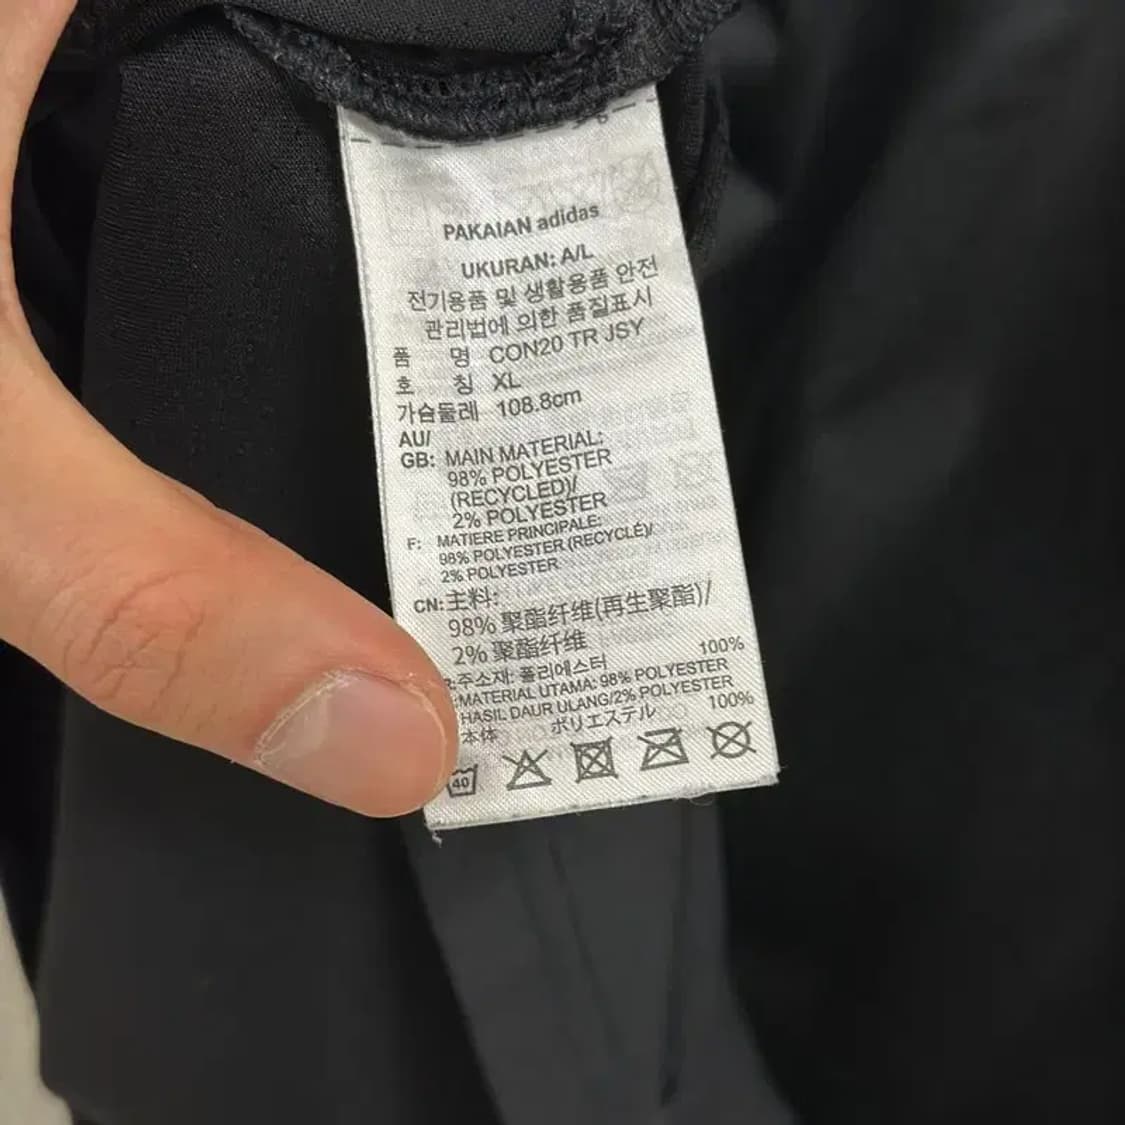 PAKAIAN adidas
UKURAN: A/L
전기용품 및 생활용품 안전
관리법에 의한 품질표시
품 명 CON20 TR JSY
호 칭 XL
가슴둘레 108.8cm
AU/
GB: MAIN MATERIAL:
98% POLYESTER
(RECYCLED)/
2% POLYESTER
F: MATIERE PRINCIPALE:
98% POLYESTER (RECYCLÉ)/
2% POLYESTER
CN: 主料:
98% 聚酯纤维(再生聚酯)/
2% 聚酯纤维
주소재: 폴리에스터 100%
MATERIAL UTAMA: 98% POLYESTER
HASIL DAUR ULANG/2% POLYESTER
本体 ポリエステル 100%
40